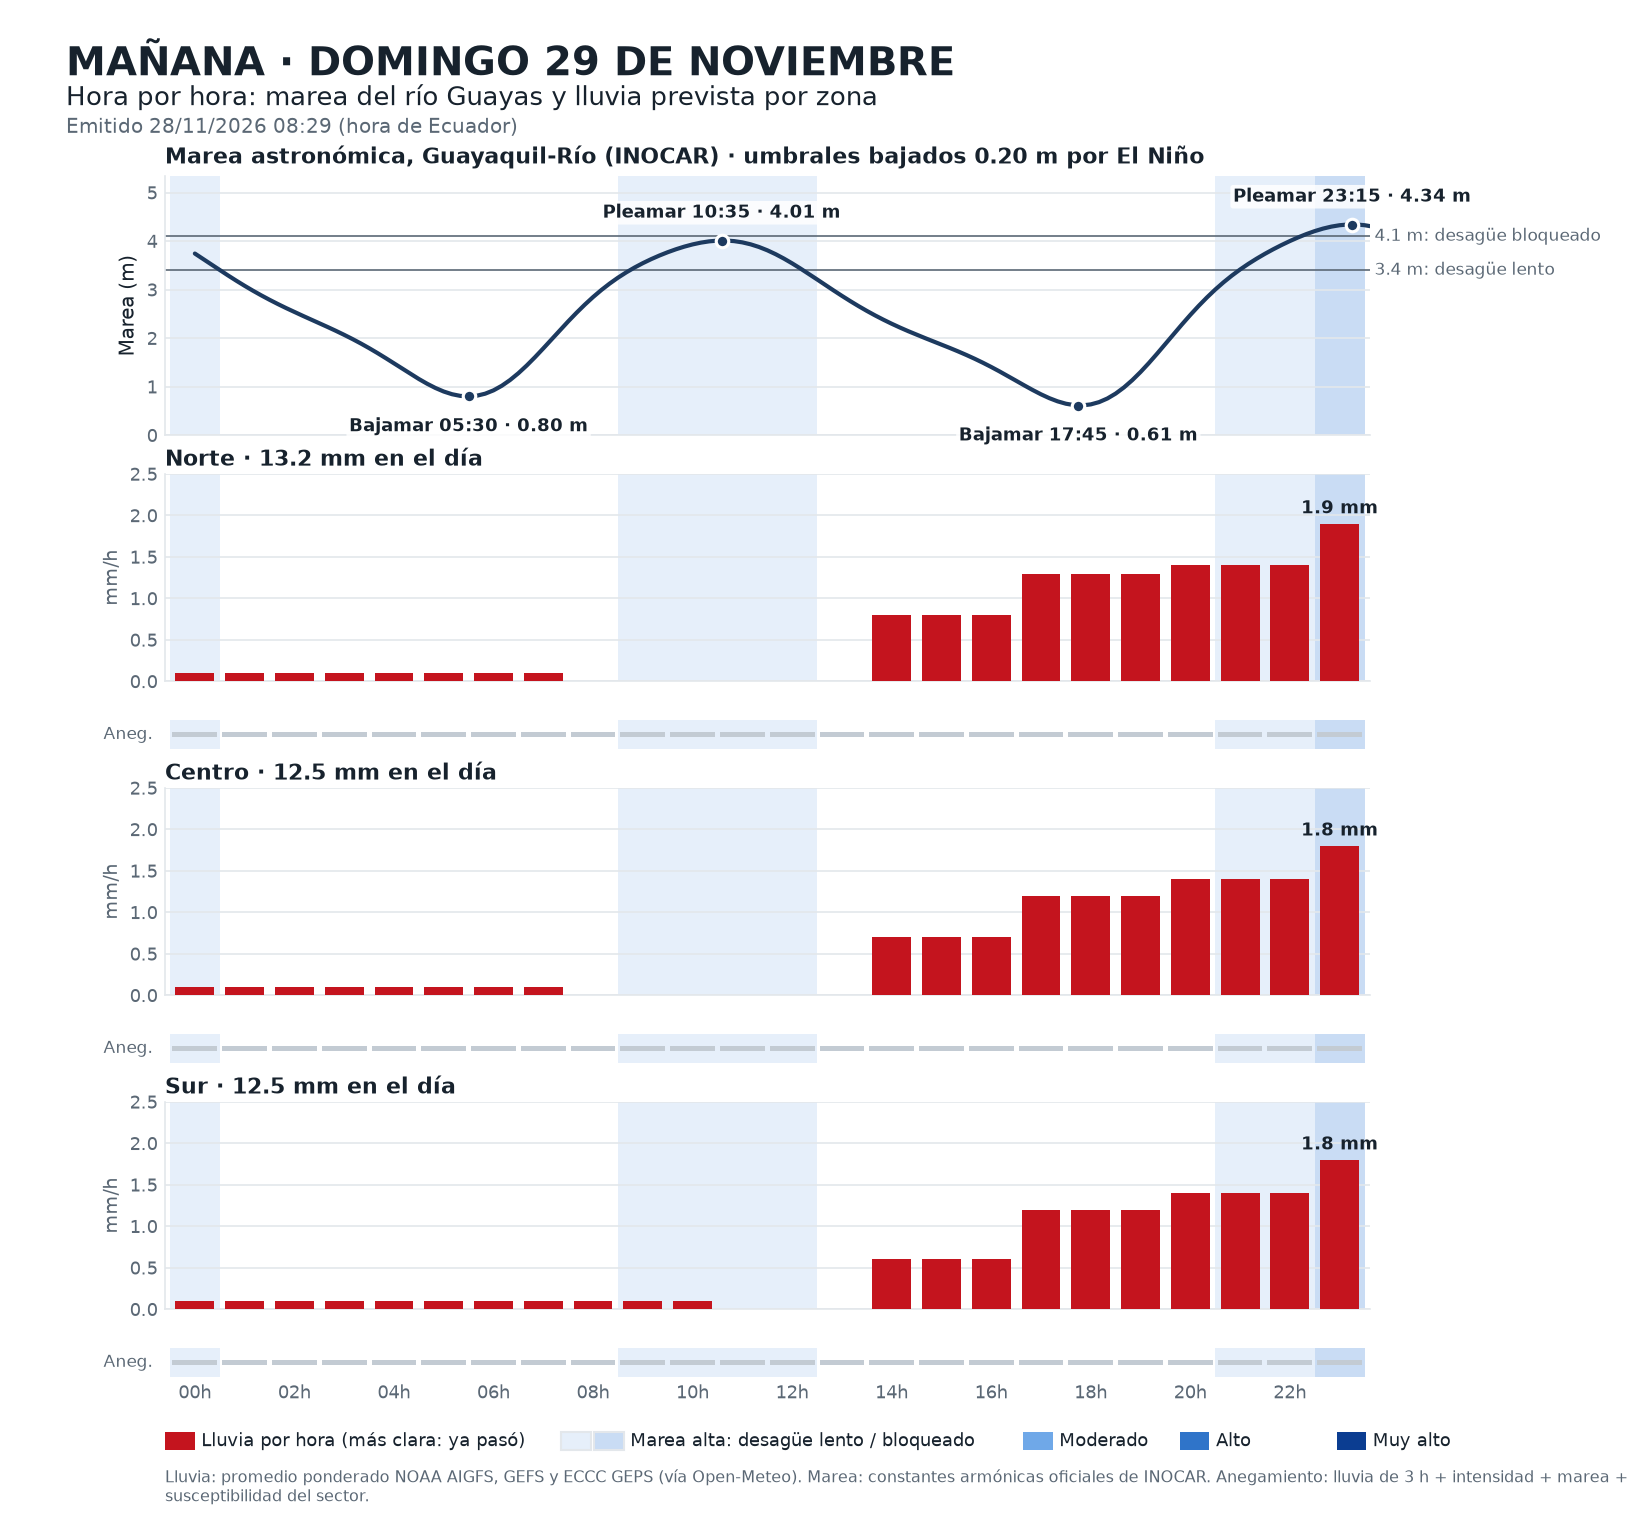 MAÑANA · DOMINGO 29 DE NOVIEMBRE
Hora por hora: marea del río Guayas y lluvia prevista por zona
Emitido 28/11/2026 08:29 (hora de Ecuador)
Marea astronómica, Guayaquil-Río (INOCAR) · umbrales bajados 0.20 m por El Niño
Marea (m)
5
4
3
2
1
0
Pleamar 10:35 · 4.01 m
Pleamar 23:15 · 4.34 m
4.1 m: desagüe bloqueado
3.4 m: desagüe lento
Bajamar 05:30 · 0.80 m
Bajamar 17:45 · 0.61 m
Norte · 13.2 mm en el día
mm/h
2.5
2.0
1.5
1.0
0.5
0.0
1.9 mm
Aneg.
Centro · 12.5 mm en el día
mm/h
2.5
2.0
1.5
1.0
0.5
0.0
1.8 mm
Aneg.
Sur · 12.5 mm en el día
mm/h
2.5
2.0
1.5
1.0
0.5
0.0
1.8 mm
Aneg.
00h 02h 04h 06h 08h 10h 12h 14h 16h 18h 20h 22h
Lluvia por hora (más clara: ya pasó) Marea alta: desagüe lento / bloqueado Moderado Alto Muy alto
Lluvia: promedio ponderado NOAA AIGFS, GEFS y ECCC GEPS (vía Open-Meteo). Marea: constantes armónicas oficiales de INOCAR. Anegamiento: lluvia de 3 h + intensidad + marea +
susceptibilidad del sector.